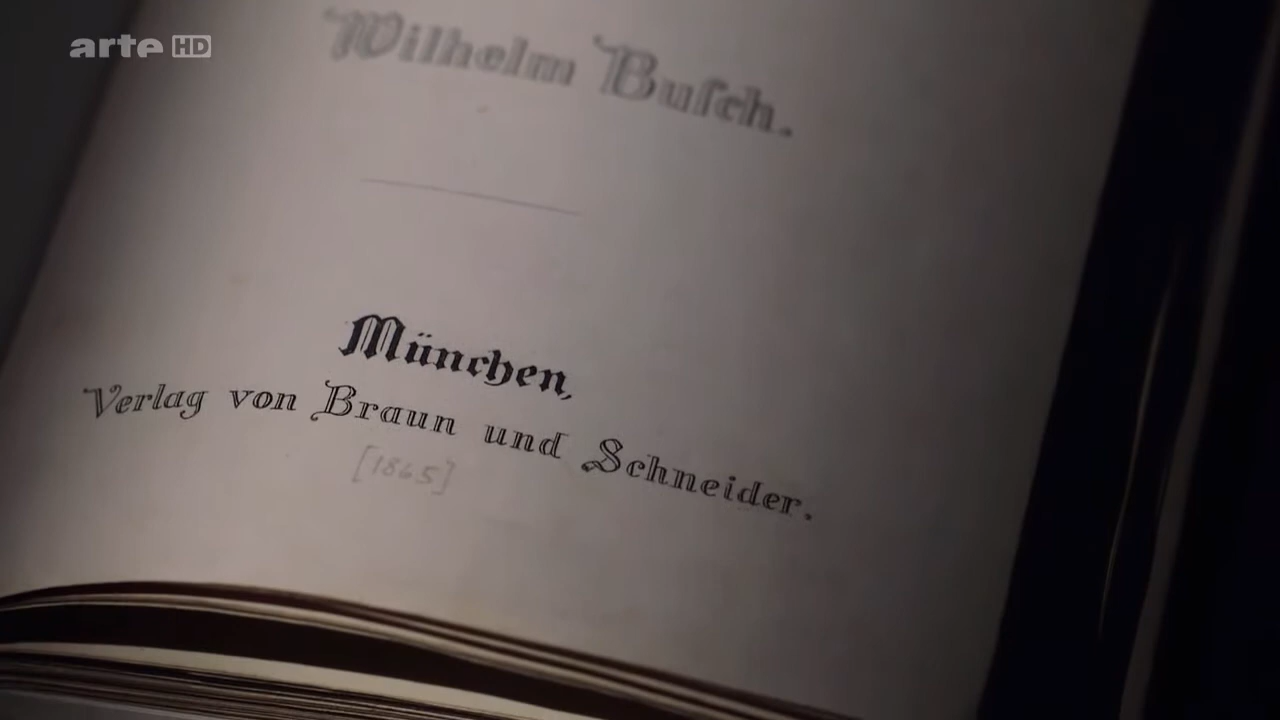 arte HD
Wilhelm Buſch.
München,
Verlag von Braun und Schneider.
[1865]